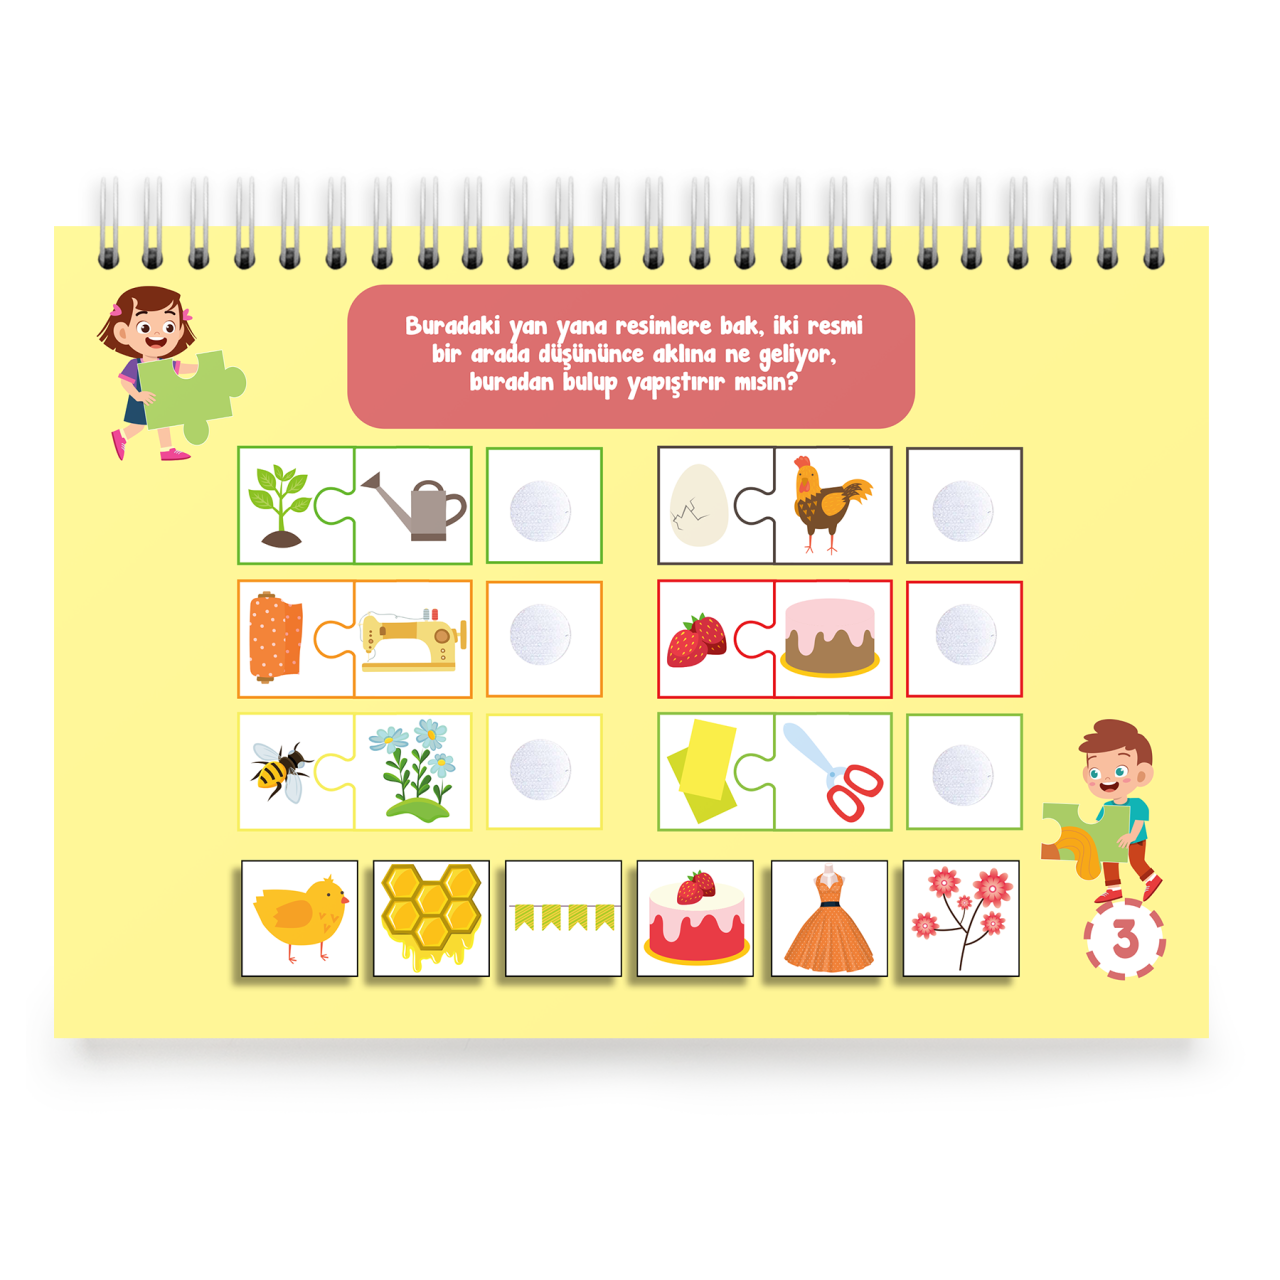 Buradaki yan yana resimlere bak, iki resmi
bir arada düşününce aklına ne geliyor,
buradan bulup yapıştırır mısın?
3